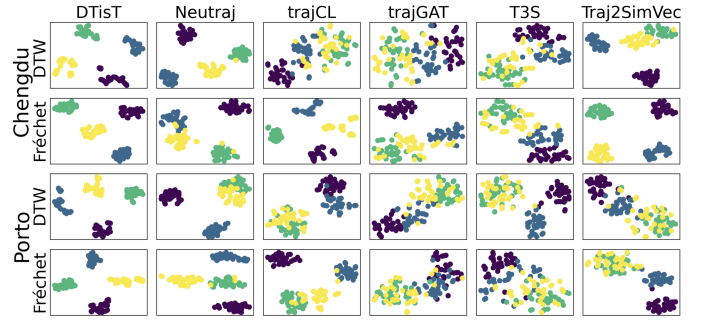 DTisT Neutraj trajCL trajGAT T3S Traj2SimVec
Chengdu
DTW
Fréchet
Porto
DTW
Fréchet